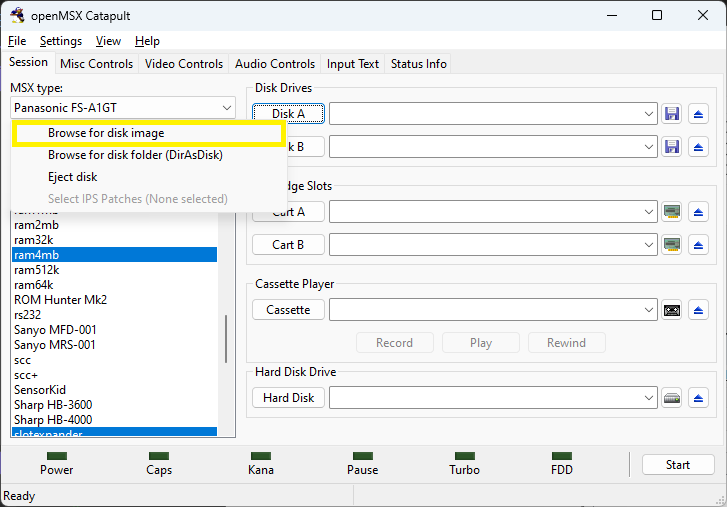 openMSX Catapult
File Settings View Help
Session Misc Controls Video Controls Audio Controls Input Text Status Info
MSX type:
Panasonic FS-A1GT
Browse for disk image
Browse for disk folder (DirAsDisk)
Eject disk
Select IPS Patches (None selected)
ram2mb
ram32k
ram4mb
ram512k
ram64k
ROM Hunter Mk2
rs232
Sanyo MFD-001
Sanyo MRS-001
scc
scc+
SensorKid
Sharp HB-3600
Sharp HB-4000
slotexpander
Disk Drives
Disk A
k B
dge Slots
Cart A
Cart B
Cassette Player
Cassette
Record Play Rewind
Hard Disk Drive
Hard Disk
Power Caps Kana Pause Turbo FDD Start
Ready